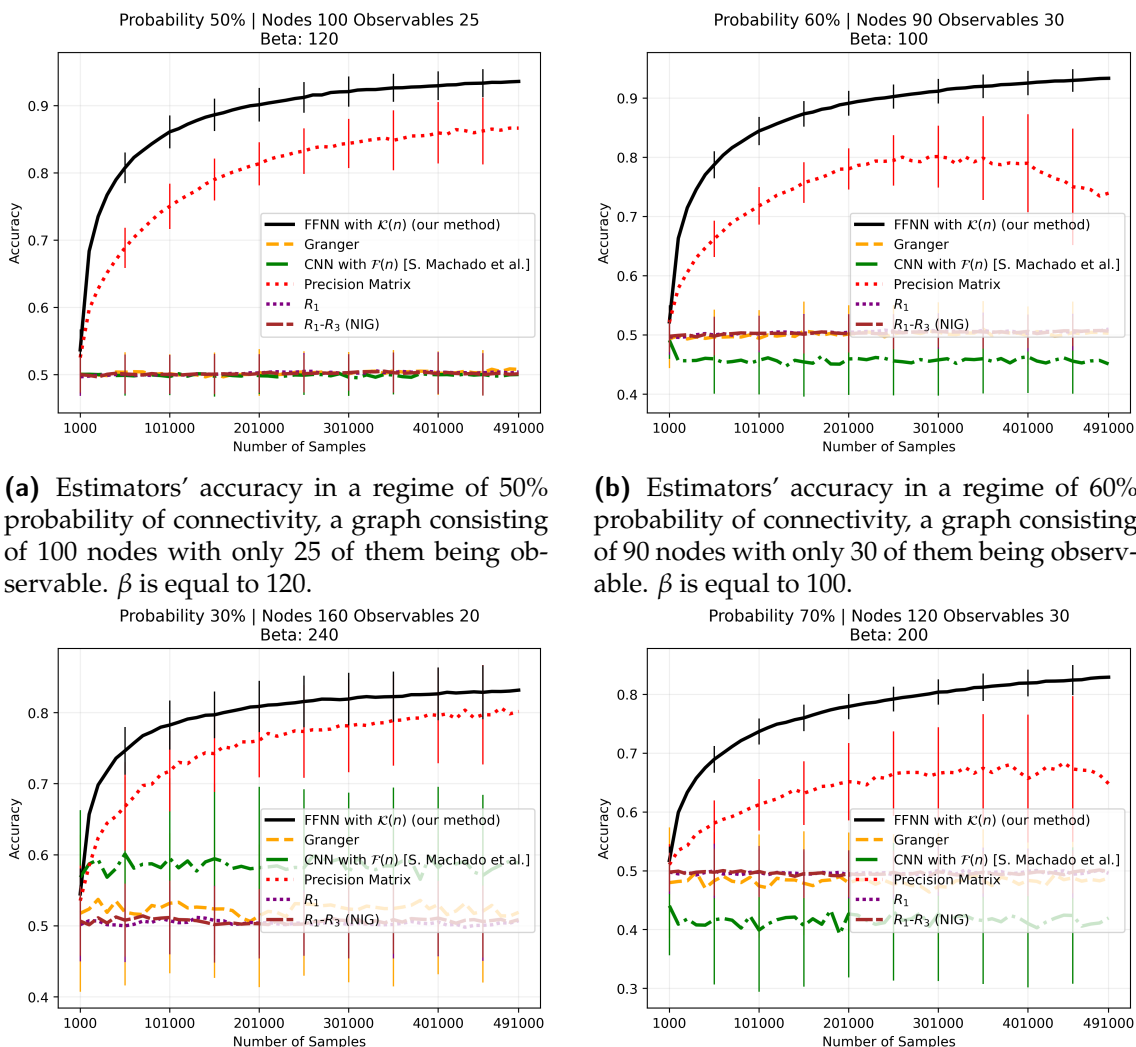 Probability 50% | Nodes 100 Observables 25
Beta: 120
Accuracy
0.9
0.8
0.7
0.6
0.5
FFNN with 𝒦(n) (our method)
Granger
CNN with ℱ(n) [S. Machado et al.]
Precision Matrix
R₁
R₁-R₃ (NIG)
1000 101000 201000 301000 401000 491000
Number of Samples
Probability 60% | Nodes 90 Observables 30
Beta: 100
Accuracy
0.9
0.8
0.7
0.6
0.5
0.4
FFNN with 𝒦(n) (our method)
Granger
CNN with ℱ(n) [S. Machado et al.]
Precision Matrix
R₁
R₁-R₃ (NIG)
1000 101000 201000 301000 401000 491000
Number of Samples
(a) Estimators' accuracy in a regime of 50%
probability of connectivity, a graph consisting
of 100 nodes with only 25 of them being ob-
servable. β is equal to 120.
(b) Estimators' accuracy in a regime of 60%
probability of connectivity, a graph consisting
of 90 nodes with only 30 of them being observ-
able. β is equal to 100.
Probability 30% | Nodes 160 Observables 20
Beta: 240
Accuracy
0.8
0.7
0.6
0.5
0.4
FFNN with 𝒦(n) (our method)
Granger
CNN with ℱ(n) [S. Machado et al.]
Precision Matrix
R₁
R₁-R₃ (NIG)
1000 101000 201000 301000 401000 491000
Number of Samples
Probability 70% | Nodes 120 Observables 30
Beta: 200
Accuracy
0.8
0.7
0.6
0.5
0.4
0.3
FFNN with 𝒦(n) (our method)
Granger
CNN with ℱ(n) [S. Machado et al.]
Precision Matrix
R₁
R₁-R₃ (NIG)
1000 101000 201000 301000 401000 491000
Number of Samples